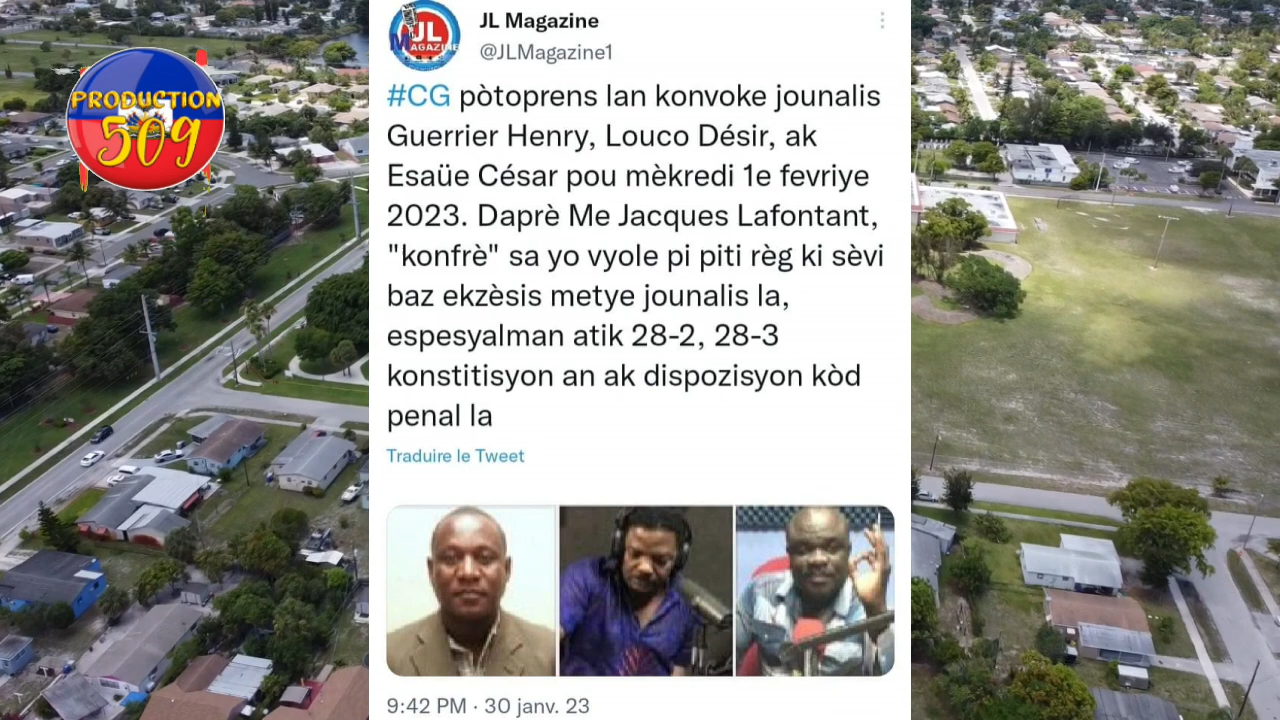 PRODUCTION
509
JL
MAGAZINE
JL Magazine
@JLMagazine1
#CG pòtoprens lan konvoke jounalis
Guerrier Henry, Louco Désir, ak
Esaüe César pou mèkredi 1e fevriye
2023. Daprè Me Jacques Lafontant,
"konfrè" sa yo vyole pi piti règ ki sèvi
baz ekzèsis metye jounalis la,
espesyalman atik 28-2, 28-3
konstitisyon an ak dispozisyon kòd
penal la
Traduire le Tweet
9:42 PM · 30 janv. 23